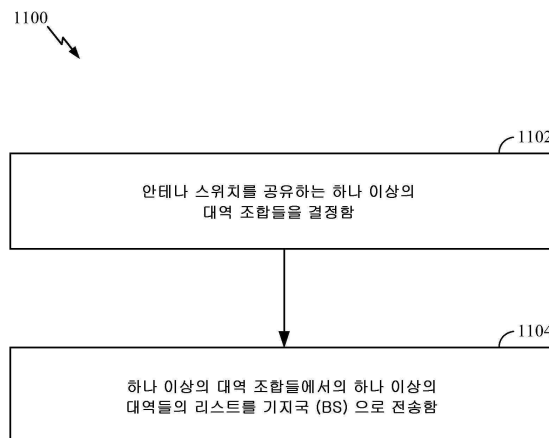 1100
1102
안테나 스위치를 공유하는 하나 이상의
대역 조합들을 결정함
1104
하나 이상의 대역 조합들에서의 하나 이상의
대역들의 리스트를 기지국 (BS) 으로 전송함